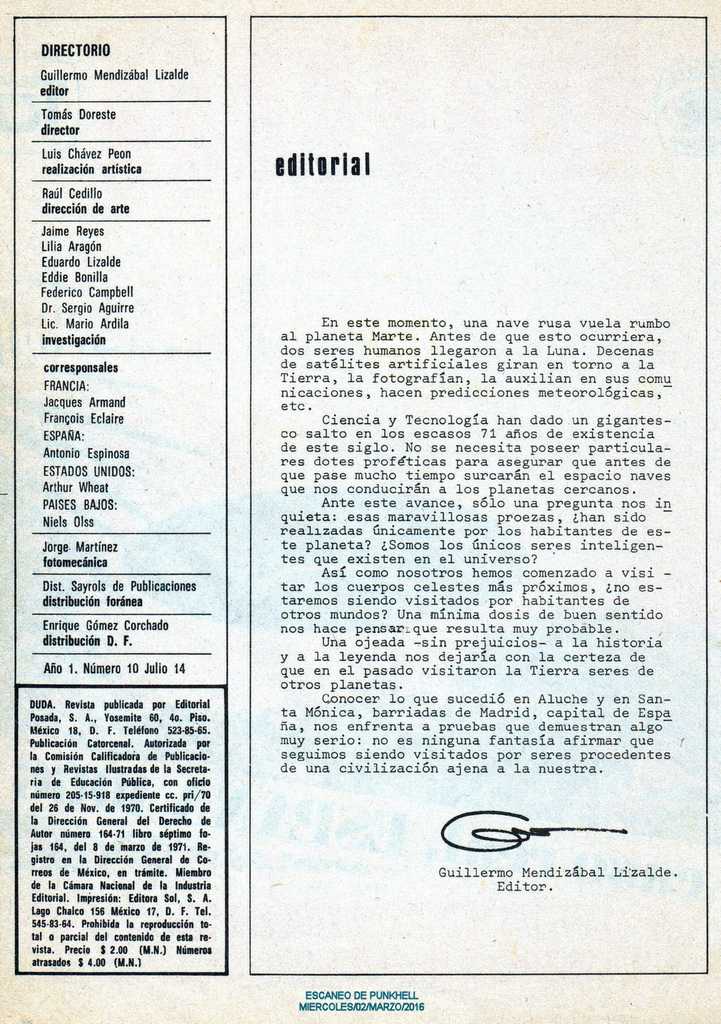 DIRECTORIO
Guillermo Mendizábal Lizalde
editor
Tomás Doreste
director
Luis Chávez Peon
realización artística
Raúl Cedillo
dirección de arte
Jaime Reyes
Lilia Aragón
Eduardo Lizalde
Eddie Bonilla
Federico Campbell
Dr. Sergio Aguirre
Lic. Mario Ardila
investigación
corresponsales
FRANCIA:
Jacques Armand
François Eclaire
ESPAÑA:
Antonio Espinosa
ESTADOS UNIDOS:
Arthur Wheat
PAISES BAJOS:
Niels Olss
Jorge Martínez
fotomecánica
Dist. Sayrols de Publicaciones
distribución foránea
Enrique Gómez Corchado
distribución D. F.
Año 1. Número 10 Julio 14
DUDA. Revista publicada por Editorial
Posada, S. A., Yosemite 60, 4o. Piso.
México 18, D. F. Teléfono 523-85-65.
Publicación Catorcenal. Autorizada por
la Comisión Calificadora de Publicacio-
nes y Revistas Ilustradas de la Secreta-
ria de Educación Pública, con oficio
número 205-15-918 expediente cc. pri/70
del 26 de Nov. de 1970. Certificado de
la Dirección General del Derecho de
Autor número 164-71 libro séptimo fo-
jas 164, del 8 de marzo de 1971. Re-
gistro en la Dirección General de Co-
rreos de México, en trámite. Miembro
de la Cámara Nacional de la Industria
Editorial. Impresión: Editora Sol, S. A.
Lago Chalco 156 México 17, D. F. Tel.
545-83-64. Prohibida la reproducción to-
tal o parcial del contenido de esta re-
vista. Precio $ 2.00 (M.N.) Números
atrasados $ 4.00 (M.N.)
editorial
En este momento, una nave rusa vuela rumbo
al planeta Marte. Antes de que esto ocurriera,
dos seres humanos llegaron a la Luna. Decenas
de satélites artificiales giran en torno a la
Tierra, la fotografían, la auxilian en sus comu
nicaciones, hacen predicciones meteorológicas,
etc.
Ciencia y Tecnología han dado un gigantes-
co salto en los escasos 71 años de existencia
de este siglo. No se necesita poseer particula-
res dotes proféticas para asegurar que antes de
que pase mucho tiempo surcarán el espacio naves
que nos conducirán a los planetas cercanos.
Ante este avance, sólo una pregunta nos in
quieta: esas maravillosas proezas, ¿han sido
realizadas únicamente por los habitantes de es-
te planeta? ¿Somos los únicos seres inteligen-
tes que existen en el universo?
Así como nosotros hemos comenzado a visi -
tar los cuerpos celestes más próximos, ¿no es-
taremos siendo visitados por habitantes de
otros mundos? Una mínima dosis de buen sentido
nos hace pensar que resulta muy probable.
Una ojeada -sin prejuicios- a la historia
y a la leyenda nos dejaría con la certeza de
que en el pasado visitaron la Tierra seres de
otros planetas.
Conocer lo que sucedió en Aluche y en San-
ta Mónica, barriadas de Madrid, capital de Espa
ña, nos enfrenta a pruebas que demuestran algo
muy serio: no es ninguna fantasía afirmar que
seguimos siendo visitados por seres procedentes
de una civilización ajena a la nuestra.
Guillermo Mendizábal Lizalde.
Editor.
ESCANEO DE PUNKHELL
MIERCOLES/02/MARZO/2016